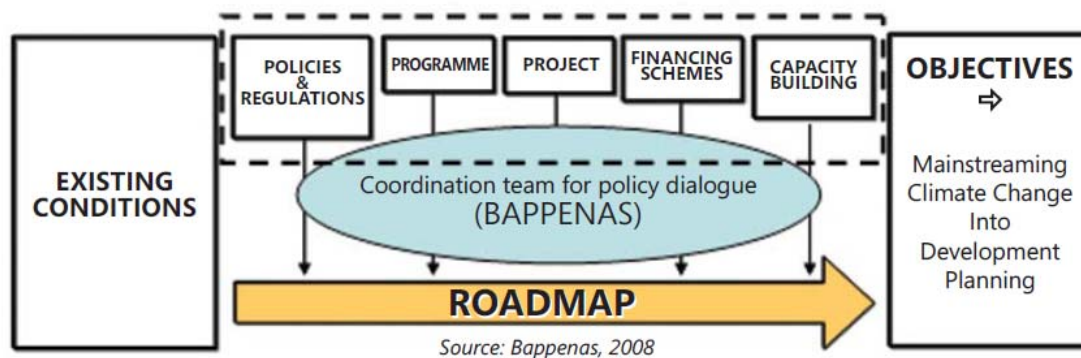 EXISTING
CONDITIONS
POLICIES
&
REGULATIONS
PROGRAMME
PROJECT
FINANCING
SCHEMES
CAPACITY
BUILDING
Coordination team for policy dialogue
(BAPPENAS)
ROADMAP
Source: Bappenas, 2008
OBJECTIVES
⇨
Mainstreaming
Climate Change
Into
Development
Planning